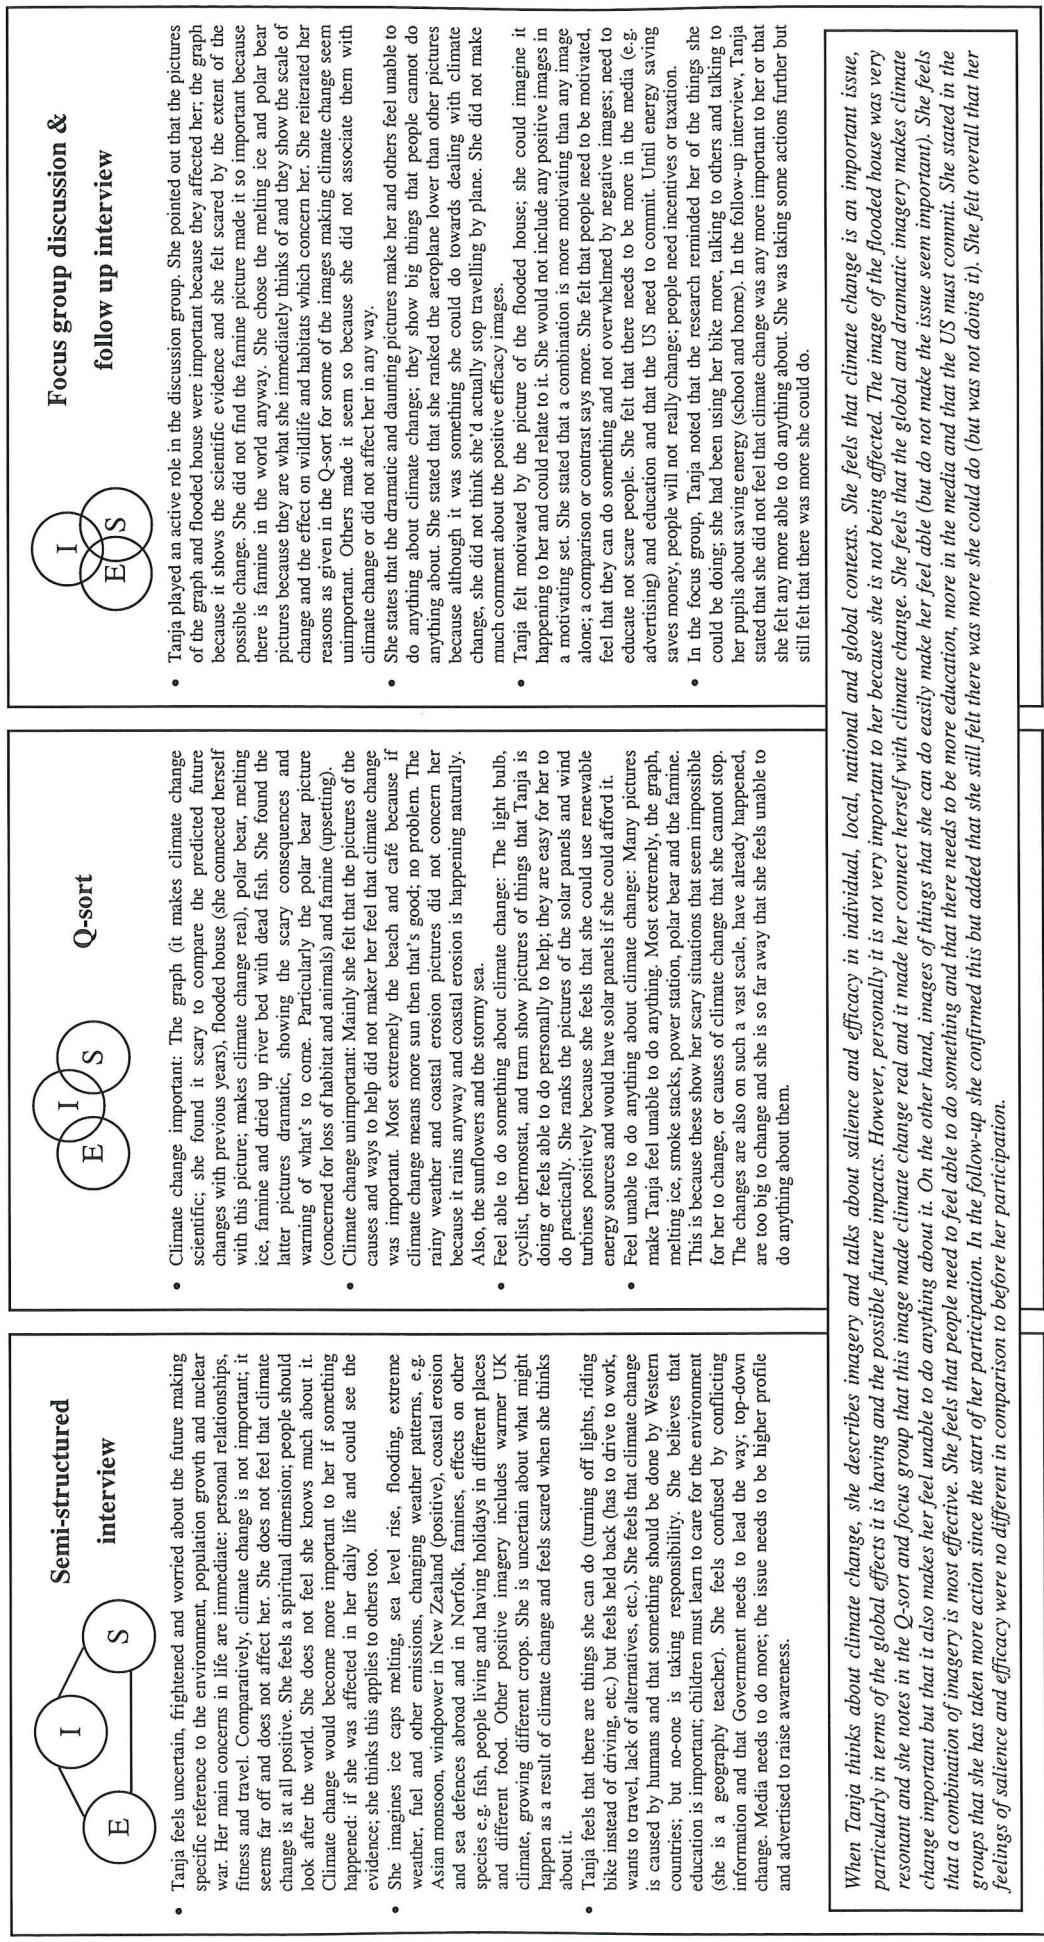 Semi-structured
interview
E
I
S
• Tanja feels uncertain, frightened and worried about the future making
specific reference to the environment, population growth and nuclear
war. Her main concerns in life are immediate: personal relationships,
fitness and travel. Comparatively, climate change is not important; it
seems far off and does not affect her. She does not feel that climate
change is at all positive. She feels a spiritual dimension; people should
look after the world. She does not feel she knows much about it.
Climate change would become more important to her if something
happened: if she was affected in her daily life and could see the
evidence; she thinks this applies to others too.
• She imagines ice caps melting, sea level rise, flooding, extreme
weather, fuel and other emissions, changing weather patterns, e.g.
Asian monsoon, windpower in New Zealand (positive), coastal erosion
and sea defences abroad and in Norfolk, famines, effects on other
species e.g. fish, people living and having holidays in different places
and different food. Other positive imagery includes warmer UK
climate, growing different crops. She is uncertain about what might
happen as a result of climate change and feels scared when she thinks
about it.
• Tanja feels that there are things she can do (turning off lights, riding
bike instead of driving, etc.) but feels held back (has to drive to work,
wants to travel, lack of alternatives, etc.). She feels that climate change
is caused by humans and that something should be done by Western
countries; but no-one is taking responsibility. She believes that
education is important; children must learn to care for the environment
(she is a geography teacher). She feels confused by conflicting
information and that Government needs to lead the way; top-down
change. Media needs to do more; the issue needs to be higher profile
and advertised to raise awareness.
Q-sort
E
I
S
• Climate change important: The graph (it makes climate change
scientific; she found it scary to compare the predicted future
changes with previous years), flooded house (she connected herself
with this picture; makes climate change real), polar bear, melting
ice, famine and dried up river bed with dead fish. She found the
latter pictures dramatic, showing the scary consequences and
warning of what's to come. Particularly the polar bear picture
(concerned for loss of habitat and animals) and famine (upsetting).
• Climate change unimportant: Mainly she felt that the pictures of the
causes and ways to help did not maker her feel that climate change
was important. Most extremely the beach and café because if
climate change means more sun then that's good; no problem. The
rainy weather and coastal erosion pictures did not concern her
because it rains anyway and coastal erosion is happening naturally.
Also, the sunflowers and the stormy sea.
• Feel able to do something about climate change: The light bulb,
cyclist, thermostat, and tram show pictures of things that Tanja is
doing or feels able to do personally to help; they are easy for her to
do practically. She ranks the pictures of the solar panels and wind
turbines positively because she feels that she could use renewable
energy sources and would have solar panels if she could afford it.
• Feel unable to do anything about climate change: Many pictures
make Tanja feel unable to do anything. Most extremely, the graph,
melting ice, smoke stacks, power station, polar bear and the famine.
This is because these show her scary situations that seem impossible
for her to change, or causes of climate change that she cannot stop.
The changes are also on such a vast scale, have already happened,
are too big to change and she is so far away that she feels unable to
do anything about them.
Focus group discussion &
follow up interview
I
E
S
• Tanja played an active role in the discussion group. She pointed out that the pictures
of the graph and flooded house were important because they affected her; the graph
because it shows the scientific evidence and she felt scared by the extent of the
possible change. She did not find the famine picture made it so important because
there is famine in the world anyway. She chose the melting ice and polar bear
pictures because they are what she immediately thinks of and they show the scale of
change and the effect on wildlife and habitats which concern her. She reiterated her
reasons as given in the Q-sort for some of the images making climate change seem
unimportant. Others made it seem so because she did not associate them with
climate change or did not affect her in any way.
• She states that the dramatic and daunting pictures make her and others feel unable to
do anything about climate change; they show big things that people cannot do
anything about. She stated that she ranked the aeroplane lower than other pictures
because although it was something she could do towards dealing with climate
change, she did not think she'd actually stop travelling by plane. She did not make
much comment about the positive efficacy images.
• Tanja felt motivated by the picture of the flooded house; she could imagine it
happening to her and could relate to it. She would not include any positive images in
a motivating set. She stated that a combination is more motivating than any image
alone; a comparison or contrast says more. She felt that people need to be motivated,
feel that they can do something and not overwhelmed by negative images; need to
educate not scare people. She felt that there needs to be more in the media (e.g.
advertising) and education and that the US need to commit. Until energy saving
saves money, people will not really change; people need incentives or taxation.
• In the focus group, Tanja noted that the research reminded her of the things she
could be doing; she had been using her bike more, talking to others and talking to
her pupils about saving energy (school and home). In the follow-up interview, Tanja
stated that she did not feel that climate change was any more important to her or that
she felt any more able to do anything about. She was taking some actions further but
still felt that there was more she could do.
When Tanja thinks about climate change, she describes imagery and talks about salience and efficacy in individual, local, national and global contexts. She feels that climate change is an important issue,
particularly in terms of the global effects it is having and the possible future impacts. However, personally it is not very important to her because she is not being affected. The image of the flooded house was very
resonant and she notes in the Q-sort and focus group that this image made climate change real and it made her connect herself with climate change. She feels that the global and dramatic imagery makes climate
change important but that it also makes her feel unable to do anything about it. On the other hand, images of things that she can do easily make her feel able (but do not make the issue seem important). She feels
that a combination of imagery is most effective. She feels that people need to feel able to do something and that there needs to be more education, more in the media and that the US must commit. She stated in the
groups that she has taken more action since the start of her participation. In the follow-up she confirmed this but added that she still felt there was more she could do (but was not doing it). She felt overall that her
feelings of salience and efficacy were no different in comparison to before her participation.